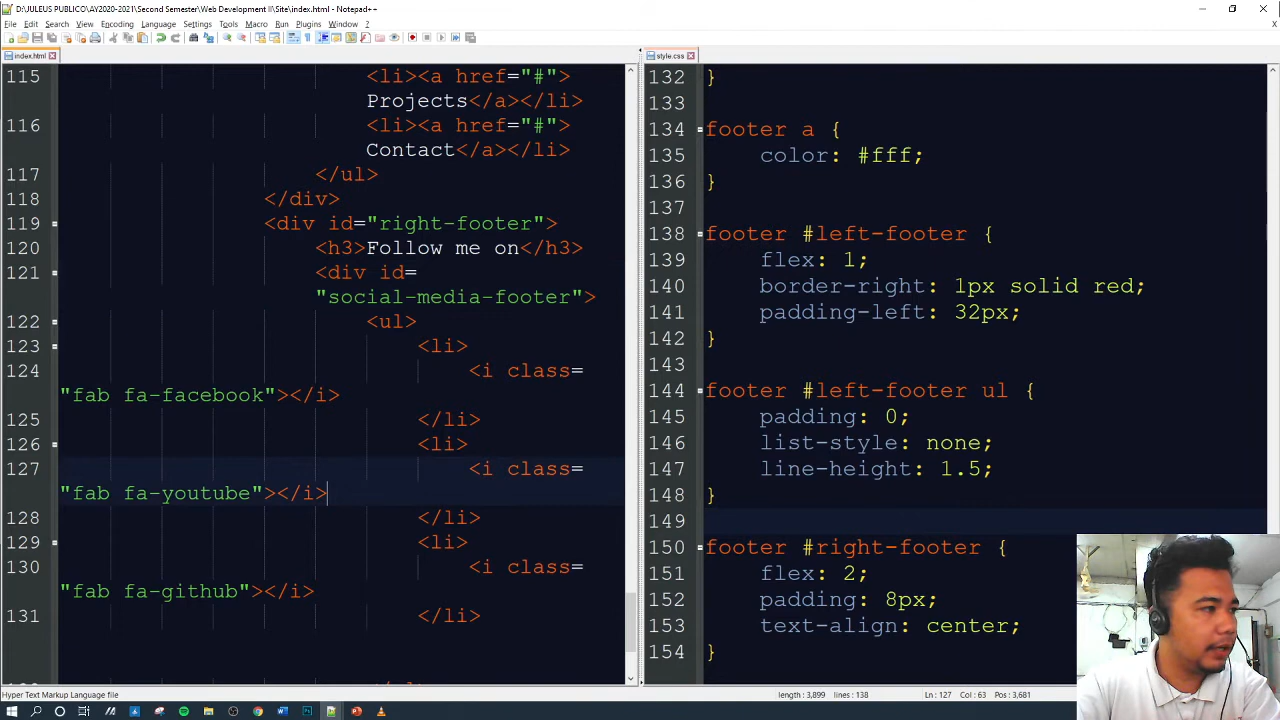 D:\JULEUS PUBLICO\AY2020-2021\Second Semester\Web Development II\Site\index.html - Notepad++
File Edit Search View Encoding Language Settings Tools Macro Run Plugins Window ?
index.html
115 <li><a href="#">
Projects</a></li>
116 <li><a href="#">
Contact</a></li>
117 </ul>
118 </div>
119 <div id="right-footer">
120 <h3>Follow me on</h3>
121 <div id=
"social-media-footer">
122 <ul>
123 <li>
124 <i class=
"fab fa-facebook"></i>
125 </li>
126 <li>
127 <i class=
"fab fa-youtube"></i>
128 </li>
129 <li>
130 <i class=
"fab fa-github"></i>
131 </li>
style.css
132 }
133
134 footer a {
135 color: #fff;
136 }
137
138 footer #left-footer {
139 flex: 1;
140 border-right: 1px solid red;
141 padding-left: 32px;
142 }
143
144 footer #left-footer ul {
145 padding: 0;
146 list-style: none;
147 line-height: 1.5;
148 }
149
150 footer #right-footer {
151 flex: 2;
152 padding: 8px;
153 text-align: center;
154 }
Hyper Text Markup Language file
length : 3,899 lines : 138
Ln : 127 Col : 63 Pos : 3,681